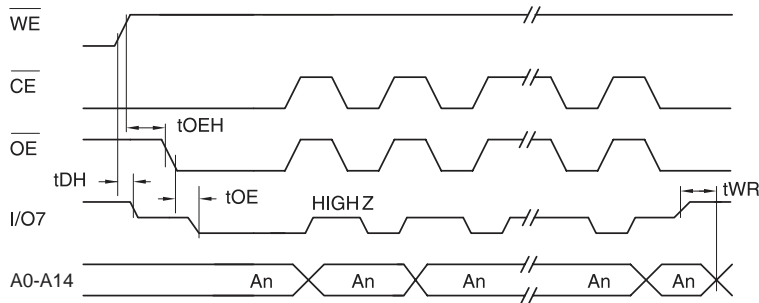 WE
CE
tOEH
OE
tDH
tOE
tWR
HIGH Z
I/O7
A0-A14
An An An An An